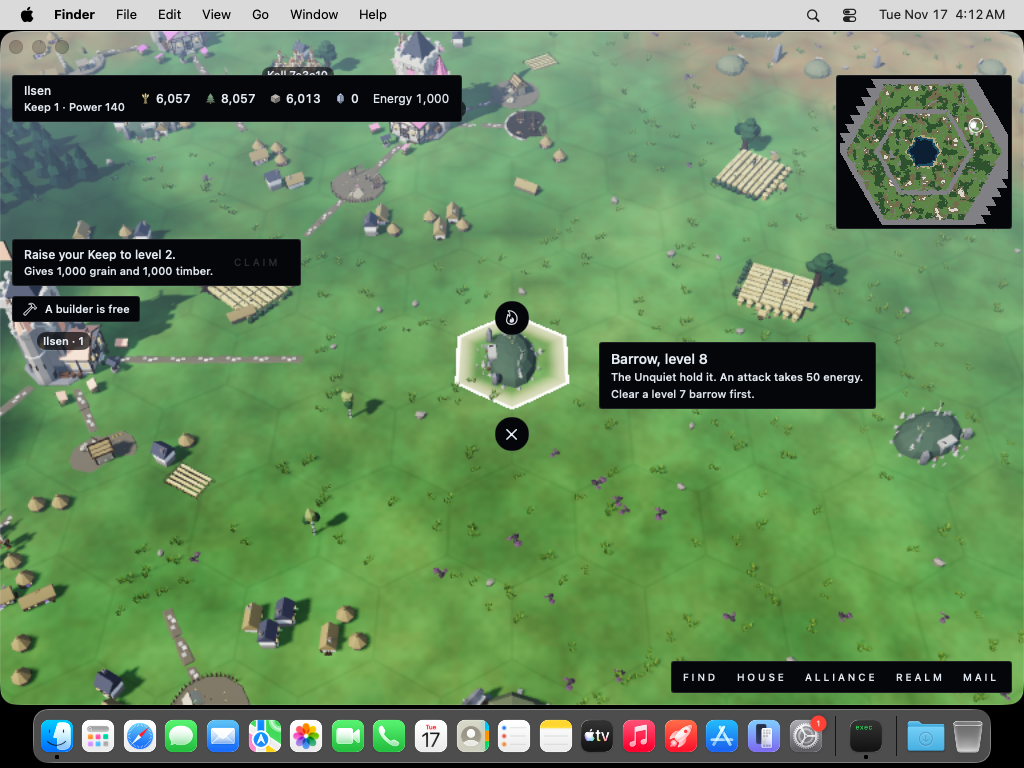 Finder File Edit View Go Window Help
Tue Nov 17 4:12 AM
Ilsen
Keep 1 · Power 140
6,057
8,057
6,013
0
Energy 1,000
Raise your Keep to level 2.
Gives 1,000 grain and 1,000 timber.
CLAIM
A builder is free
Ilsen · 1
Barrow, level 8
The Unquiet hold it. An attack takes 50 energy.
Clear a level 7 barrow first.
FIND HOUSE ALLIANCE REALM MAIL
Tue
17
tv
1
exec